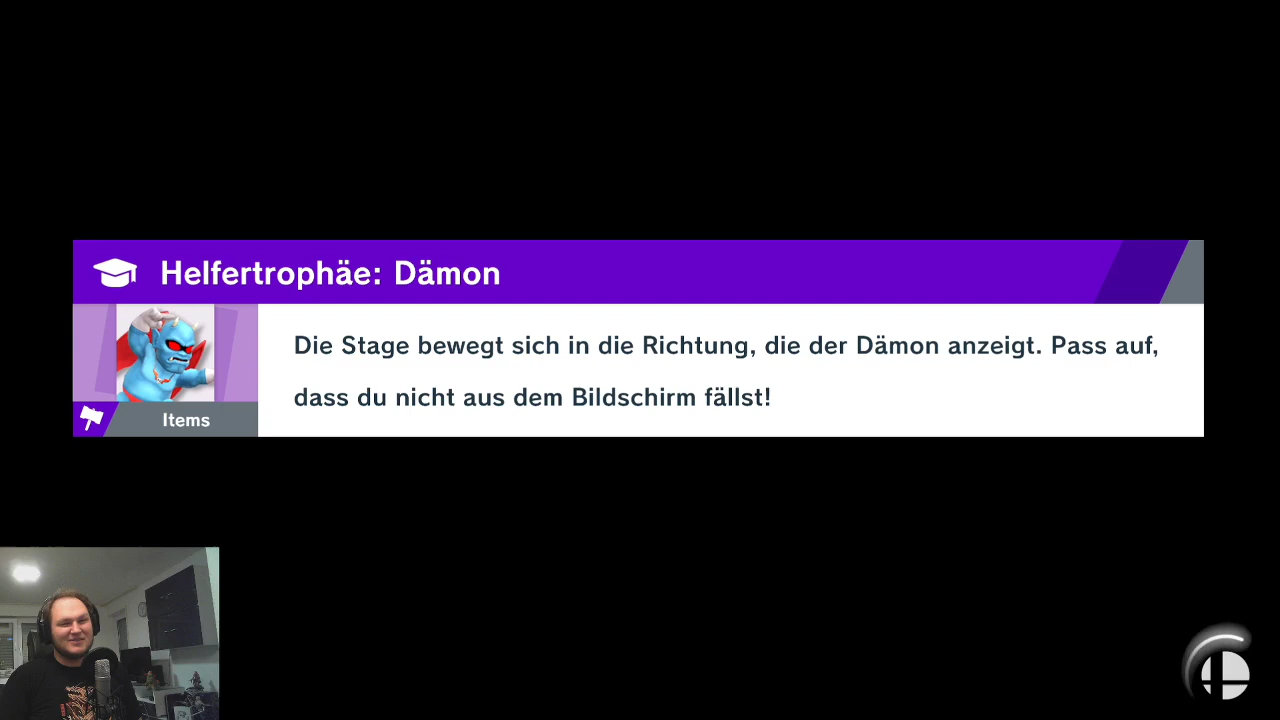 Helfertrophäe: Dämon
Die Stage bewegt sich in die Richtung, die der Dämon anzeigt. Pass auf,
dass du nicht aus dem Bildschirm fällst!
Items